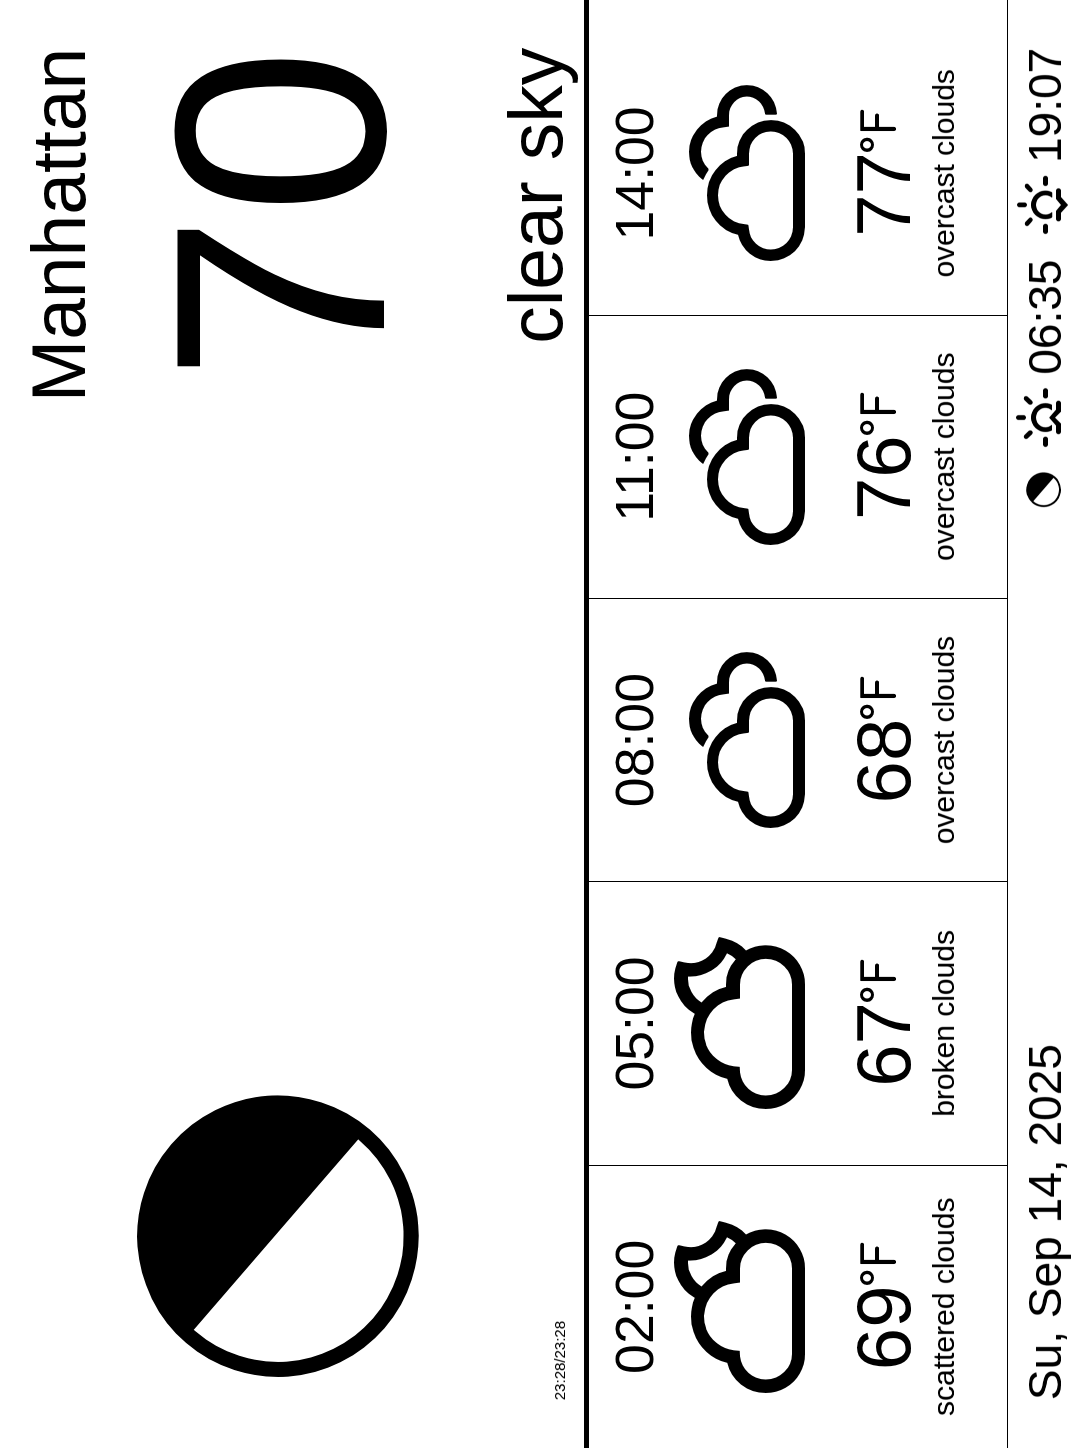 Manhattan
70
clear sky
23:28/23:28
02:00
69°F
scattered clouds
05:00
67°F
broken clouds
08:00
68°F
overcast clouds
11:00
76°F
overcast clouds
14:00
77°F
overcast clouds
Su, Sep 14, 2025
06:35
19:07